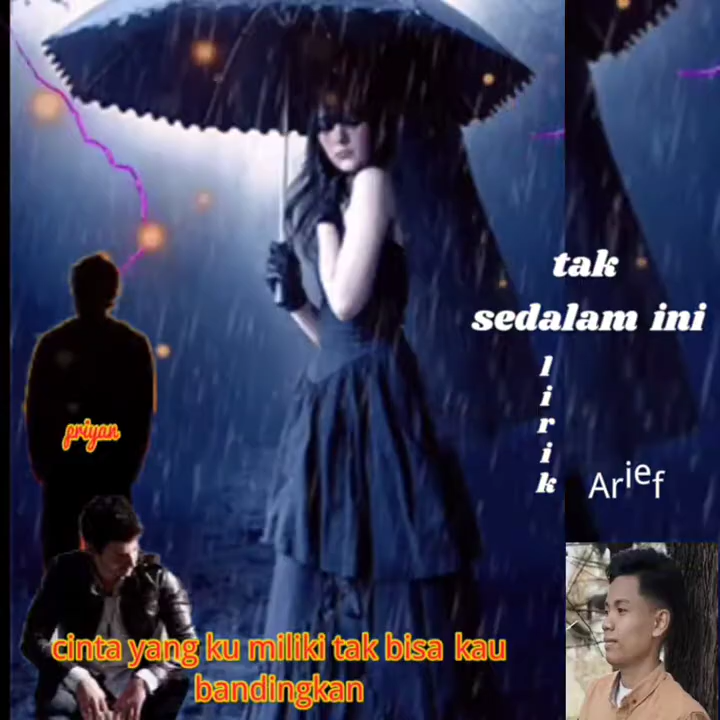 tak
sedalam ini
lirik
Arief
priyan
cinta yang ku miliki tak bisa kau
bandingkan